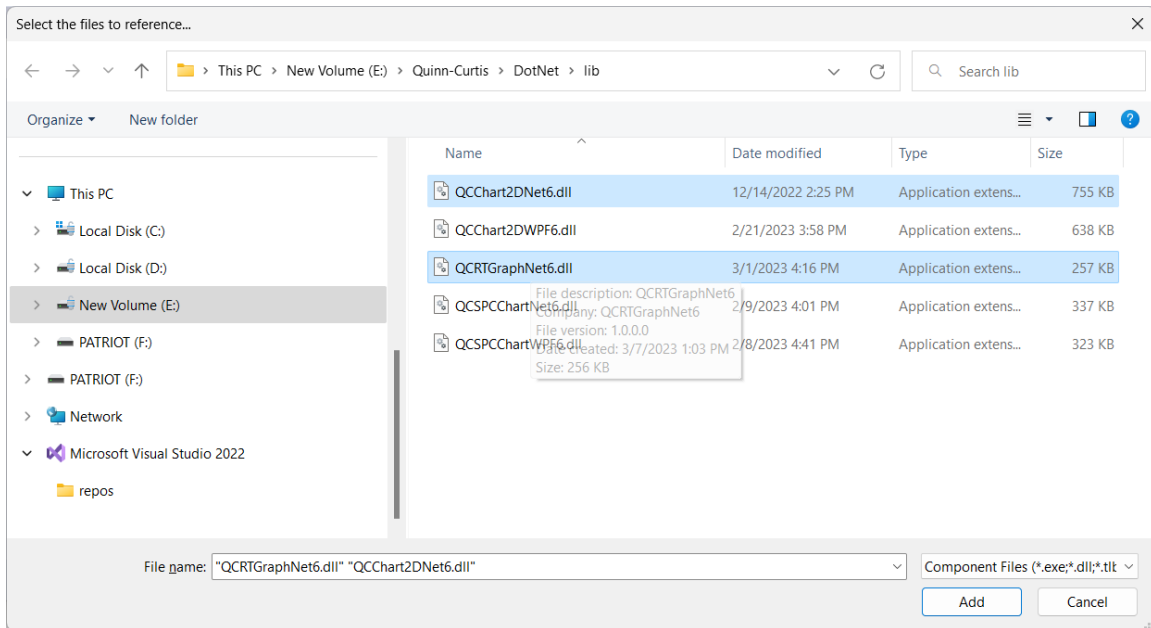 Select the files to reference...
This PC > New Volume (E:) > Quinn-Curtis > DotNet > lib
Search lib
Organize New folder
Name Date modified Type Size
This PC
Local Disk (C:)
Local Disk (D:)
New Volume (E:)
PATRIOT (F:)
PATRIOT (F:)
Network
Microsoft Visual Studio 2022
repos
QCChart2DNet6.dll 12/14/2022 2:25 PM Application extens... 755 KB
QCChart2DWPF6.dll 2/21/2023 3:58 PM Application extens... 638 KB
QCRTGraphNet6.dll 3/1/2023 4:16 PM Application extens... 257 KB
QCSPCChartNet6.dll 2/9/2023 4:01 PM Application extens... 337 KB
QCSPCChartWPF6.dll 2/8/2023 4:41 PM Application extens... 323 KB
File description: QCRTGraphNet6
Company: QCRTGraphNet6
File version: 1.0.0.0
Date created: 3/7/2023 1:03 PM
Size: 256 KB
File name: "QCRTGraphNet6.dll" "QCChart2DNet6.dll"
Component Files (*.exe;*.dll;*.tlb
Add Cancel